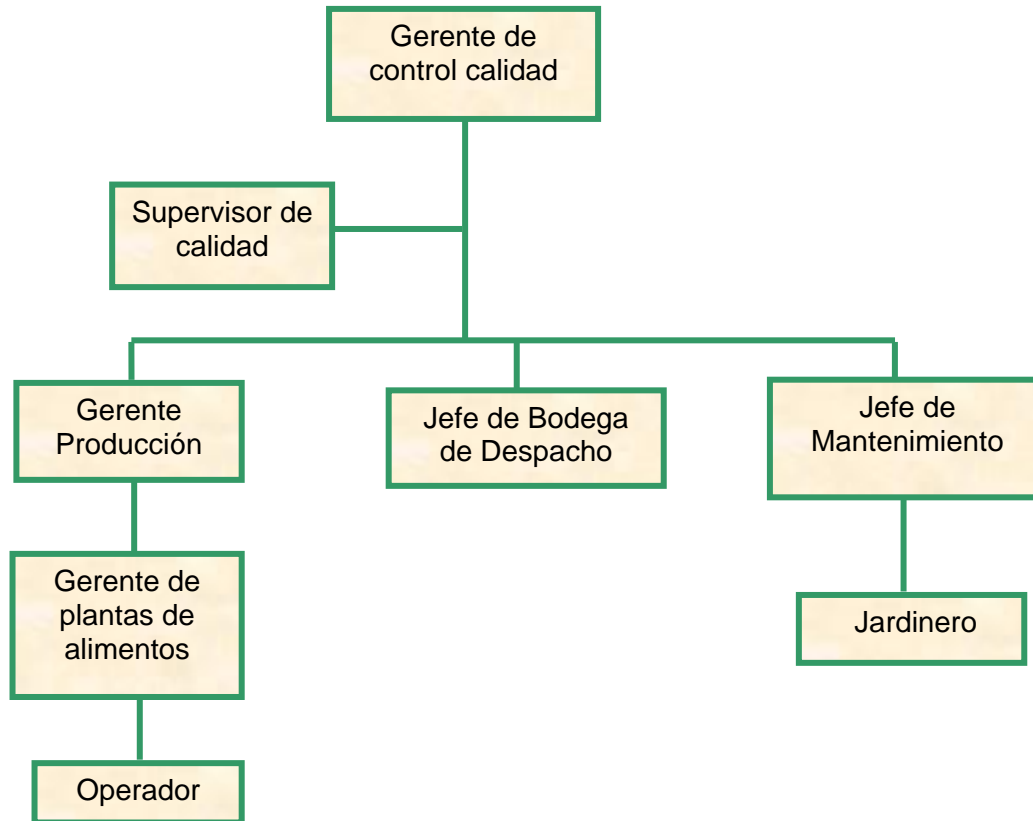 Gerente de
control calidad
Supervisor de
calidad
Gerente
Producción
Jefe de Bodega
de Despacho
Jefe de
Mantenimiento
Gerente de
plantas de
alimentos
Jardinero
Operador